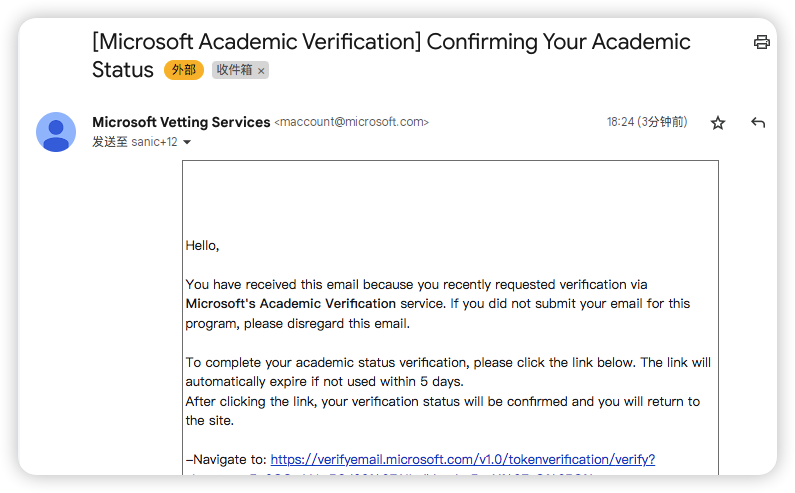 [Microsoft Academic Verification] Confirming Your Academic
Status 外部 收件箱 ×
Microsoft Vetting Services <maccount@microsoft.com> 18:24 (3分钟前)
发送至 sanic+12
Hello,
You have received this email because you recently requested verification via
Microsoft's Academic Verification service. If you did not submit your email for this
program, please disregard this email.
To complete your academic status verification, please click the link below. The link will
automatically expire if not used within 5 days.
After clicking the link, your verification status will be confirmed and you will return to
the site.
–Navigate to: https://verifyemail.microsoft.com/v1.0/tokenverification/verify?